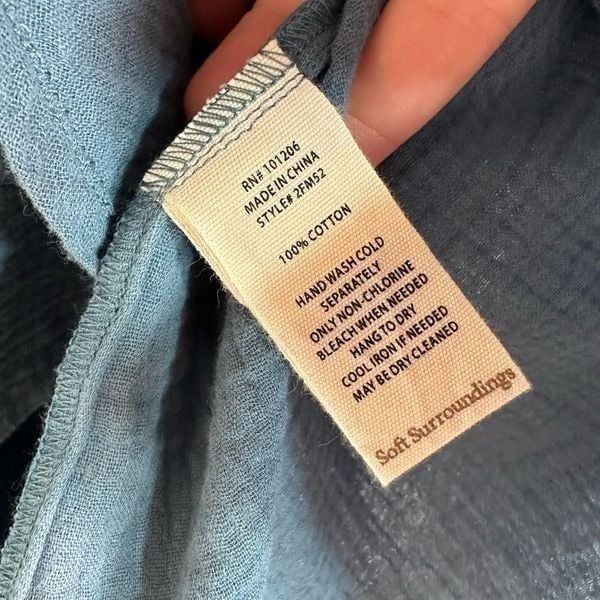 RN# 101206
MADE IN CHINA
STYLE# 2FM52
100% COTTON
HAND WASH COLD
SEPARATELY
ONLY NON-CHLORINE
BLEACH WHEN NEEDED
HANG TO DRY
COOL IRON IF NEEDED
MAY BE DRY CLEANED
Soft Surroundings